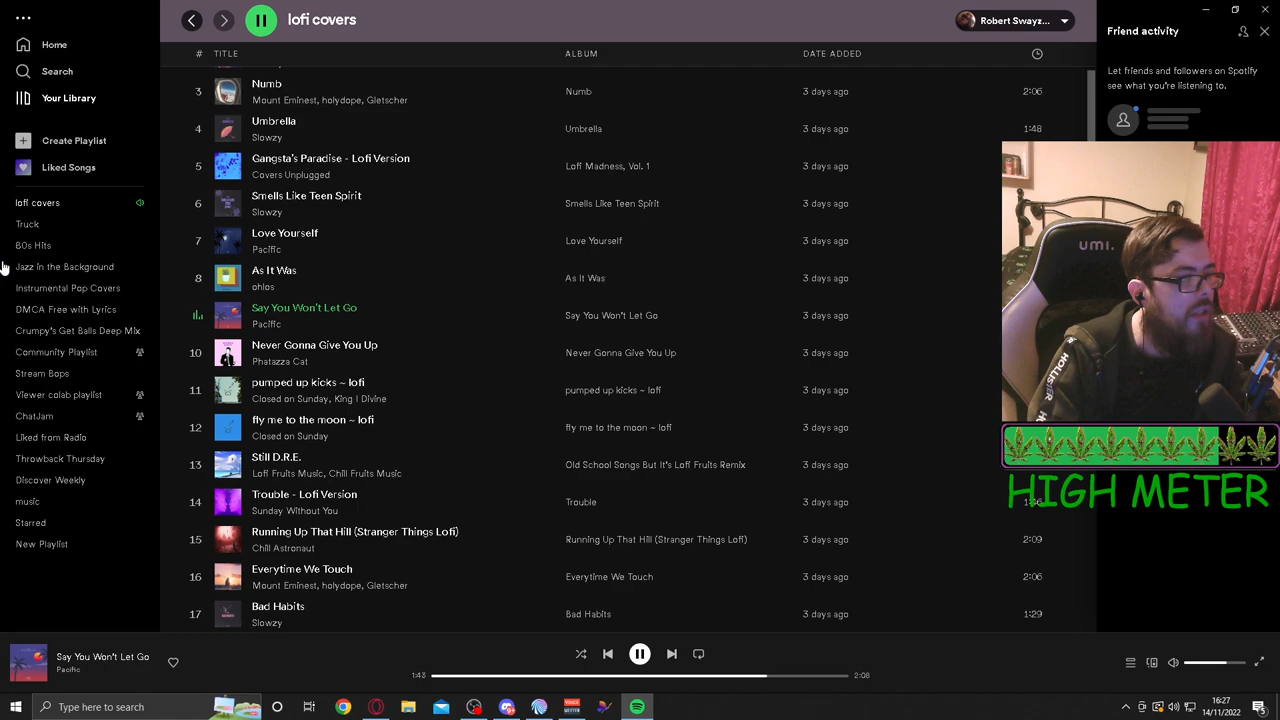 lofi covers
Robert Swayz...
Home
Search
Your Library
Create Playlist
Liked Songs
lofi covers
Truck
80s Hits
Jazz in the Background
Instrumental Pop Covers
DMCA Free with Lyrics
Crumpy's Get Balls Deep Mix
Community Playlist
Stream Bops
Viewer colab playlist
ChatJam
Liked from Radio
Throwback Thursday
Discover Weekly
music
Starred
New Playlist
# TITLE ALBUM DATE ADDED
3 Numb Numb 3 days ago 2:06
Mount Eminest, holydope, Gletscher
4 Umbrella Umbrella 3 days ago 1:48
Slowzy
5 Gangsta's Paradise - Lofi Version Lofi Madness, Vol. 1 3 days ago
Covers Unplugged
6 Smells Like Teen Spirit Smells Like Teen Spirit 3 days ago
Slowzy
7 Love Yourself Love Yourself 3 days ago
Pacific
8 As It Was As It Was 3 days ago
ohlos
Say You Won't Let Go Say You Won't Let Go 3 days ago
Pacific
10 Never Gonna Give You Up Never Gonna Give You Up 3 days ago
Phatazza Cat
11 pumped up kicks ~ lofi pumped up kicks ~ lofi 3 days ago
Closed on Sunday, King I Divine
12 fly me to the moon ~ lofi fly me to the moon ~ lofi 3 days ago
Closed on Sunday
13 Still D.R.E. Old School Songs But It's Lofi Fruits Remix 3 days ago
Lofi Fruits Music, Chill Fruits Music
14 Trouble - Lofi Version Trouble 3 days ago
Sunday Without You
15 Running Up That Hill (Stranger Things Lofi) Running Up That Hill (Stranger Things Lofi) 3 days ago 2:09
Chill Astronaut
16 Everytime We Touch Everytime We Touch 3 days ago 2:06
Mount Eminest, holydope, Gletscher
17 Bad Habits Bad Habits 3 days ago 1:29
Slowzy
Friend activity
Let friends and followers on Spotify
see what you're listening to.
umi.
HOLLISTER
HIGH METER
Say You Won't Let Go
Pacific
1:43 2:08
Type here to search
16:27
14/11/2022